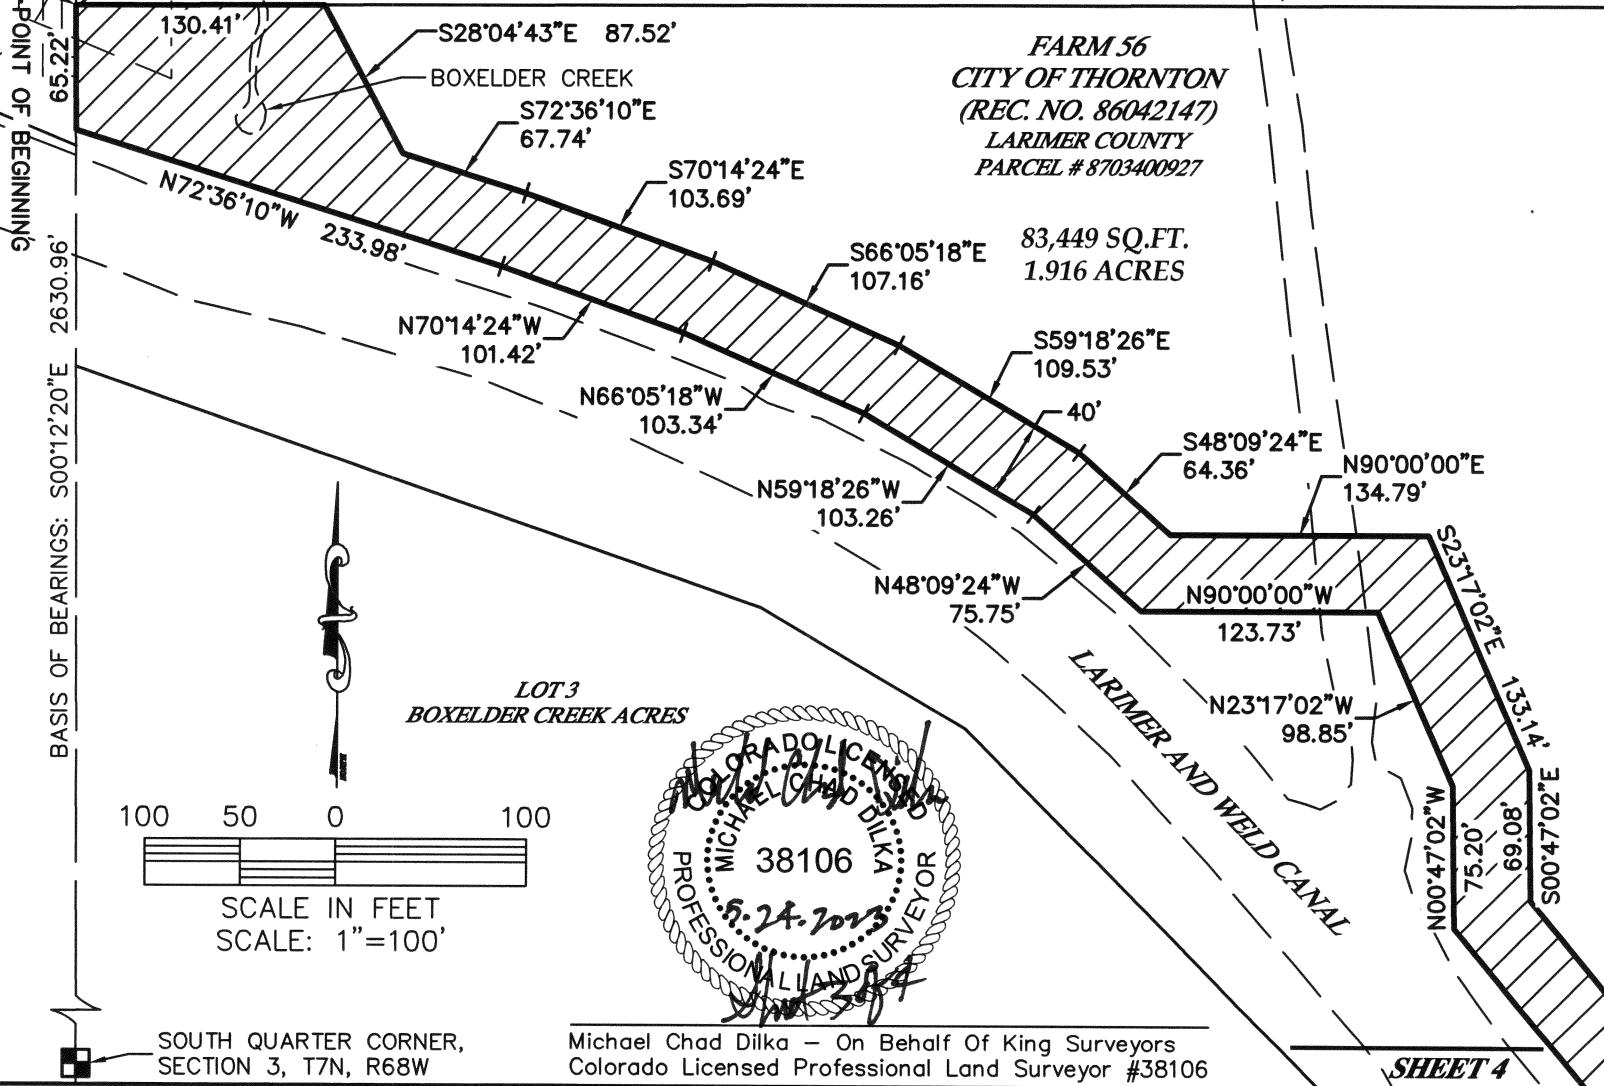 130.41'
65.22'
POINT OF BEGINNING
S28°04'43"E 87.52'
BOXELDER CREEK
S72°36'10"E
67.74'
FARM 56
CITY OF THORNTON
(REC. NO. 86042147)
LARIMER COUNTY
PARCEL # 8703400927
S70°14'24"E
103.69'
N72°36'10"W 233.98'
83,449 SQ.FT.
1.916 ACRES
S66°05'18"E
107.16'
N70°14'24"W
101.42'
S59°18'26"E
109.53'
N66°05'18"W
103.34'
40'
S48°09'24"E
64.36'
N90°00'00"E
134.79'
N59°18'26"W
103.26'
BASIS OF BEARINGS: S00°12'20"E 2630.96'
S23°17'02"E 133.14'
N48°09'24"W
75.75'
N90°00'00"W
123.73'
N23°17'02"W
98.85'
LOT 3
BOXELDER CREEK ACRES
LARIMER AND WELD CANAL
N00°47'02"W
75.20'
69.08'
S00°47'02"E
COLORADO LICENSED
MICHAEL CHAD DILKA
38106
5-24-2023
PROFESSIONAL LAND SURVEYOR
100 50 0 100
SCALE IN FEET
SCALE: 1"=100'
SOUTH QUARTER CORNER,
SECTION 3, T7N, R68W
Michael Chad Dilka – On Behalf Of King Surveyors
Colorado Licensed Professional Land Surveyor #38106
SHEET 4